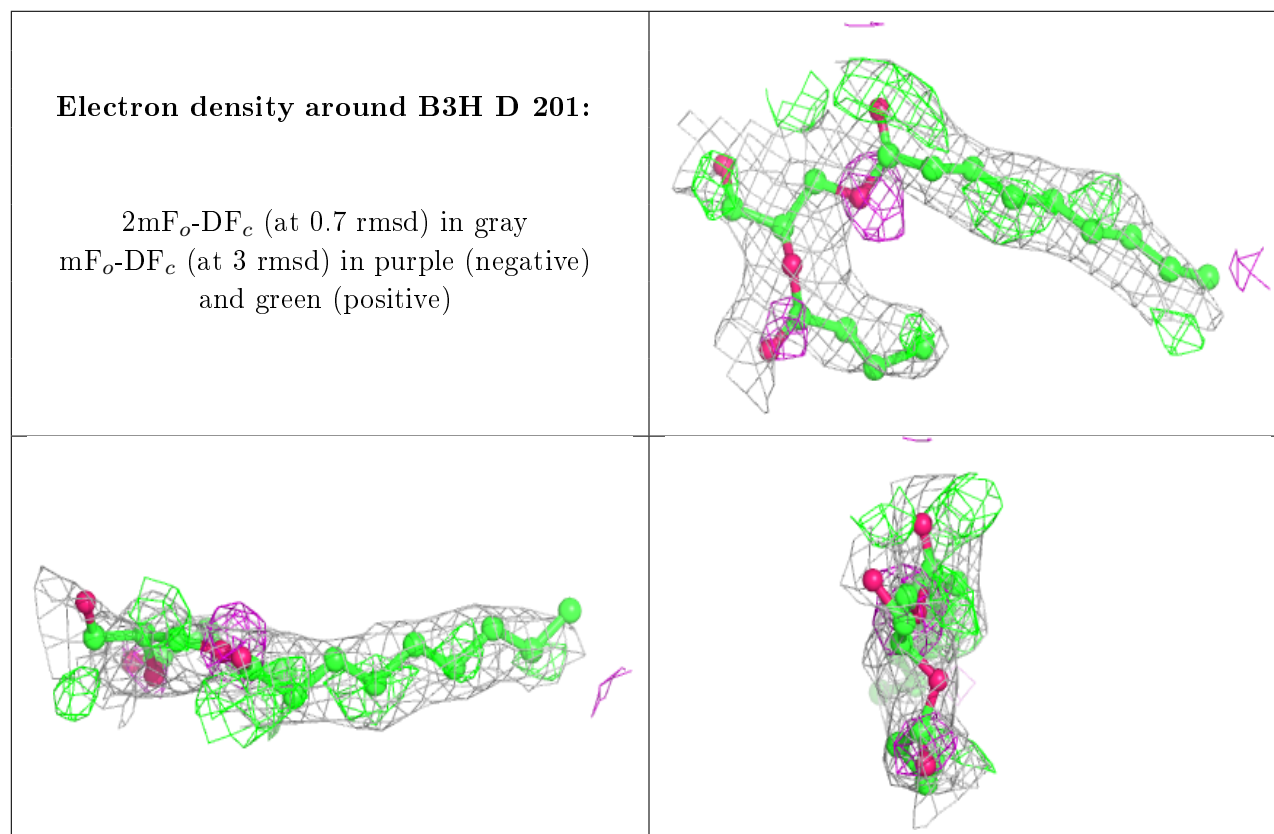 Electron density around B3H D 201:
2mFₒ-DF𝒸 (at 0.7 rmsd) in gray
mFₒ-DF𝒸 (at 3 rmsd) in purple (negative)
and green (positive)